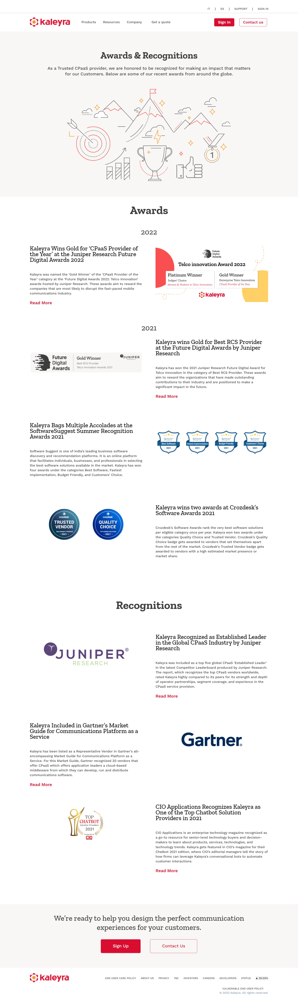 IT | ES | SUPPORT | SIGN IN
kaleyra Products Resources Company Get a quote Sign In Contact us
Awards & Recognitions
As a Trusted CPaaS provider, we are honored to be recognized for making an impact that matters
for our Customers. Below are some of our recent awards from around the globe.
1
Awards
2022
Kaleyra Wins Gold for ‘CPaaS Provider of
the Year’ at the Juniper Research Future
Digital Awards 2022
Kaleyra was named the ‘Gold Winner’ of the ‘CPaaS Provider of the
Year’ category at the ‘Future Digital Awards 2022: Telco Innovation’
awards hosted by Juniper Research. These awards aim to reward the
companies that are most likely to disrupt the fast-paced mobile
communications industry.
Read More
Future
Digital
Awards
Telco innovation Award 2022
Platinum Winner
Judges’ Choice
Movers & Shakers in Telco Innovation
Gold Winner
Enterprise Telco Innovation
CPaaS Provider of the Year
kaleyra
2021
Future
Digital
Awards
Gold Winner
Best RCS Provider
Telco Innovation Awards 2021
JUNIPER
RESEARCH
Kaleyra wins Gold for Best RCS Provider
at the Future Digital Awards by Juniper
Research
Kaleyra has won the 2021 Juniper Research Future Digital Award for
Telco Innovation in the category of Best RCS Provider. These awards
aim to reward the organizations that have made outstanding
contributions to their industry and are positioned to make a
significant impact in the future.
Read More
Kaleyra Bags Multiple Accolades at the
SoftwareSuggest Summer Recognition
Awards 2021
Software Suggest is one of India’s leading business software
discovery and recommendation platforms. It is an online platform
that facilitates individuals, businesses, and professionals in selecting
the best software solutions available in the market. Kaleyra has won
four awards under the categories Best Software, Fastest
Implementation, Budget Friendly, and Customers’ Choice.
Software Suggest
Best Software
2021
Software Suggest
Fastest Implementation
2021
Software Suggest
Budget Friendly
2021
Software Suggest
Customers’ Choice
2021
crozdesk
TRUSTED
VENDOR
HIGH MARKET PRESENCE
2021
crozdesk
QUALITY
CHOICE
TOP RANKED SOLUTION
2021
Kaleyra wins two awards at Crozdesk’s
Software Awards 2021
Crozdesk’s Software Awards rank the very best software solutions
per eligible category once per year. Kaleyra won two awards under
the categories Quality Choice and Trusted Vendor. Crozdesk’s Quality
Choice badge gets awarded to vendors that set themselves apart
from the rest of the market. Crozdesk’s Trusted Vendor badge gets
awarded to vendors with a high estimated market presence or
market share.
Recognitions
JUNIPER®
RESEARCH
Kaleyra Recognized as Established Leader
in the Global CPaaS Industry by Juniper
Research
Kaleyra was included as a top five global CPaaS ‘Established Leader’
in the latest Competitor Leaderboard produced by Juniper Research.
The report, which recognizes the top CPaaS vendors worldwide,
rated Kaleyra highly compared to its peers for its strength and depth
of operator partnerships, segment coverage, and experience in the
CPaaS service provision.
Read More
Kaleyra Included in Gartner’s Market
Guide for Communications Platform as a
Service
Kaleyra has been listed as a Representative Vendor in Gartner’s all-
encompassing Market Guide for Communications Platform as a
Service. For this Market Guide, Gartner recognized 20 vendors that
offer CPaaS which offers application leaders a cloud-based
middleware from which they can develop, run and distribute
communications software.
Read More
Gartner®
TOP
CHATBOT
Solution Providers
2021
Recognized by
CIO
CIO Applications Recognizes Kaleyra as
One of the Top Chatbot Solution
Providers in 2021
CIO Applications is an enterprise technology magazine recognized as
a go-to resource for senior-level technology buyers and decision-
makers to learn about products, services, technologies, and
technology trends. Kaleyra gets featured in CIO’s magazine for their
Chatbot 2021 edition, where CIO’s editorial managers tell the story of
how firms can leverage Kaleyra’s conversational bots to automate
customer interactions.
Read More
We’re ready to help you design the perfect communication
experiences for your customers.
Sign Up Contact Us
kaleyra END USER CARE POLICY ABOUT US PRIVACY T&C INVESTORS CAREERS DEVELOPERS STATUS ▲ 99.99%
VULNERABLE END USER POLICY
© 2022 Kaleyra. All rights reserved.